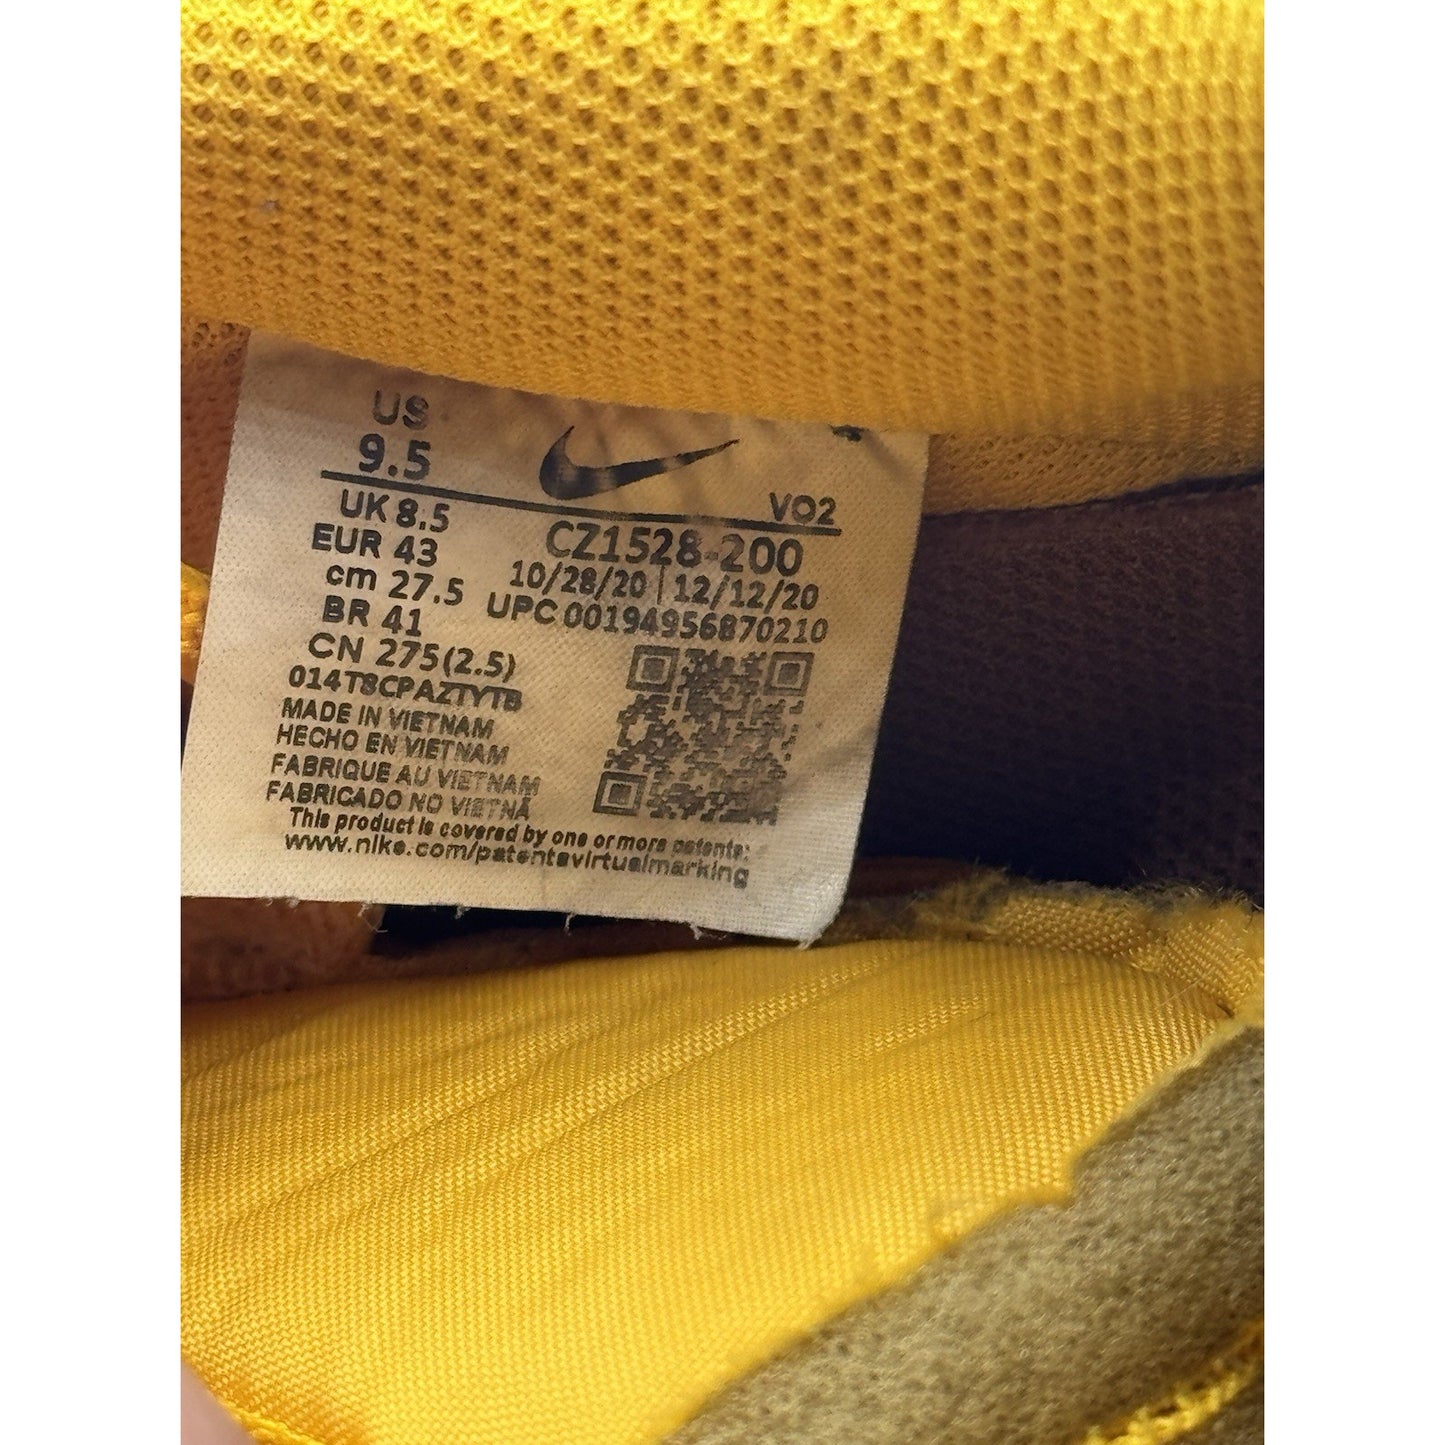 US
9.5
VO2
UK 8.5
EUR 43
cm 27.5
BR 41
CN 275(2.5)
CZ1528-200
10/28/20 | 12/12/20
UPC 00194956870210
014T8CPAZTYTB
MADE IN VIETNAM
HECHO EN VIETNAM
FABRIQUE AU VIETNAM
FABRICADO NO VIETNÃ
This product is covered by one or more patents:
www.nike.com/patentsvirtualmarking